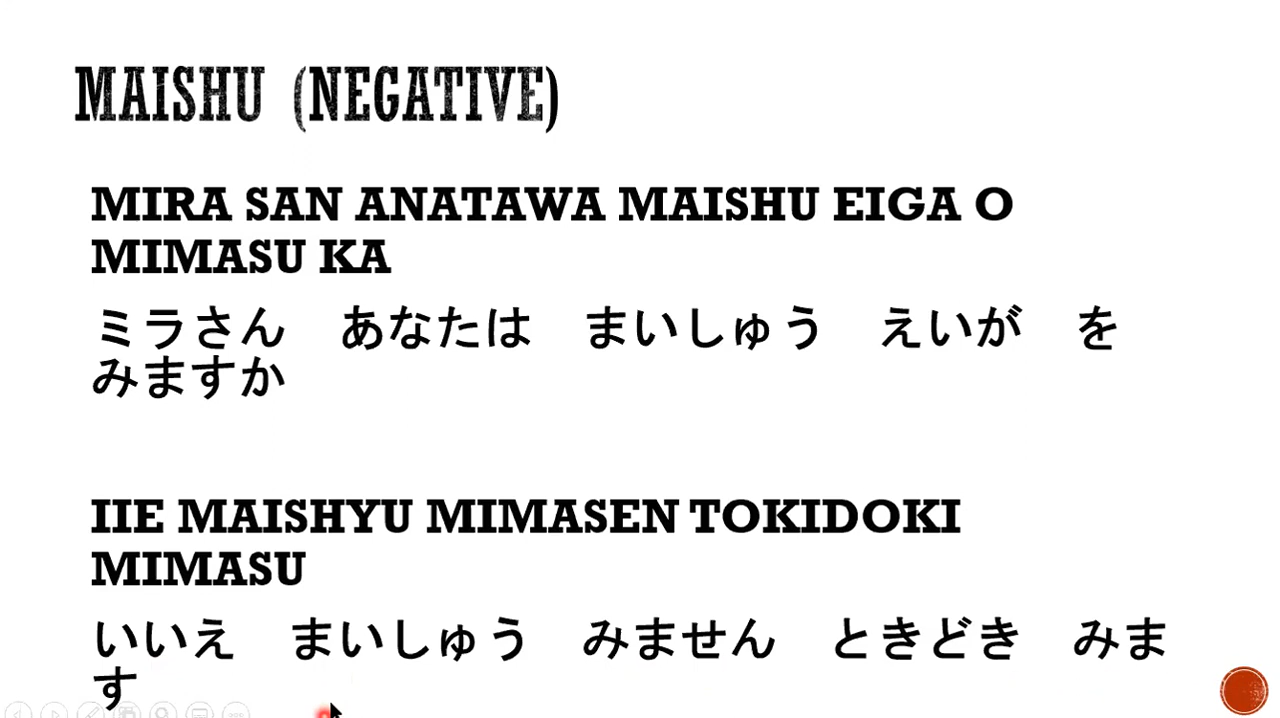 MAISHU (NEGATIVE)
MIRA SAN ANATAWA MAISHU EIGA O
MIMASU KA
ミラさん　あなたは　まいしゅう　えいが　を
みますか
IIE MAISHYU MIMASEN TOKIDOKI
MIMASU
いいえ　まいしゅう　みません　ときどき　みま
す